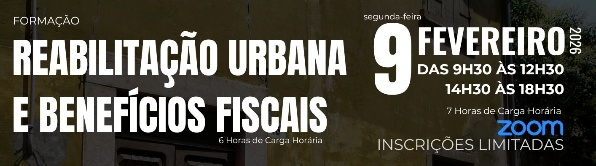 FORMAÇÃO
REABILITAÇÃO URBANA
E BENEFÍCIOS FISCAIS
6 Horas de Carga Horária
segunda-feira
9 FEVEREIRO 2026
DAS 9H30 ÀS 12H30
14H30 ÀS 18H30
7 Horas de Carga Horária
zoom
INSCRIÇÕES LIMITADAS